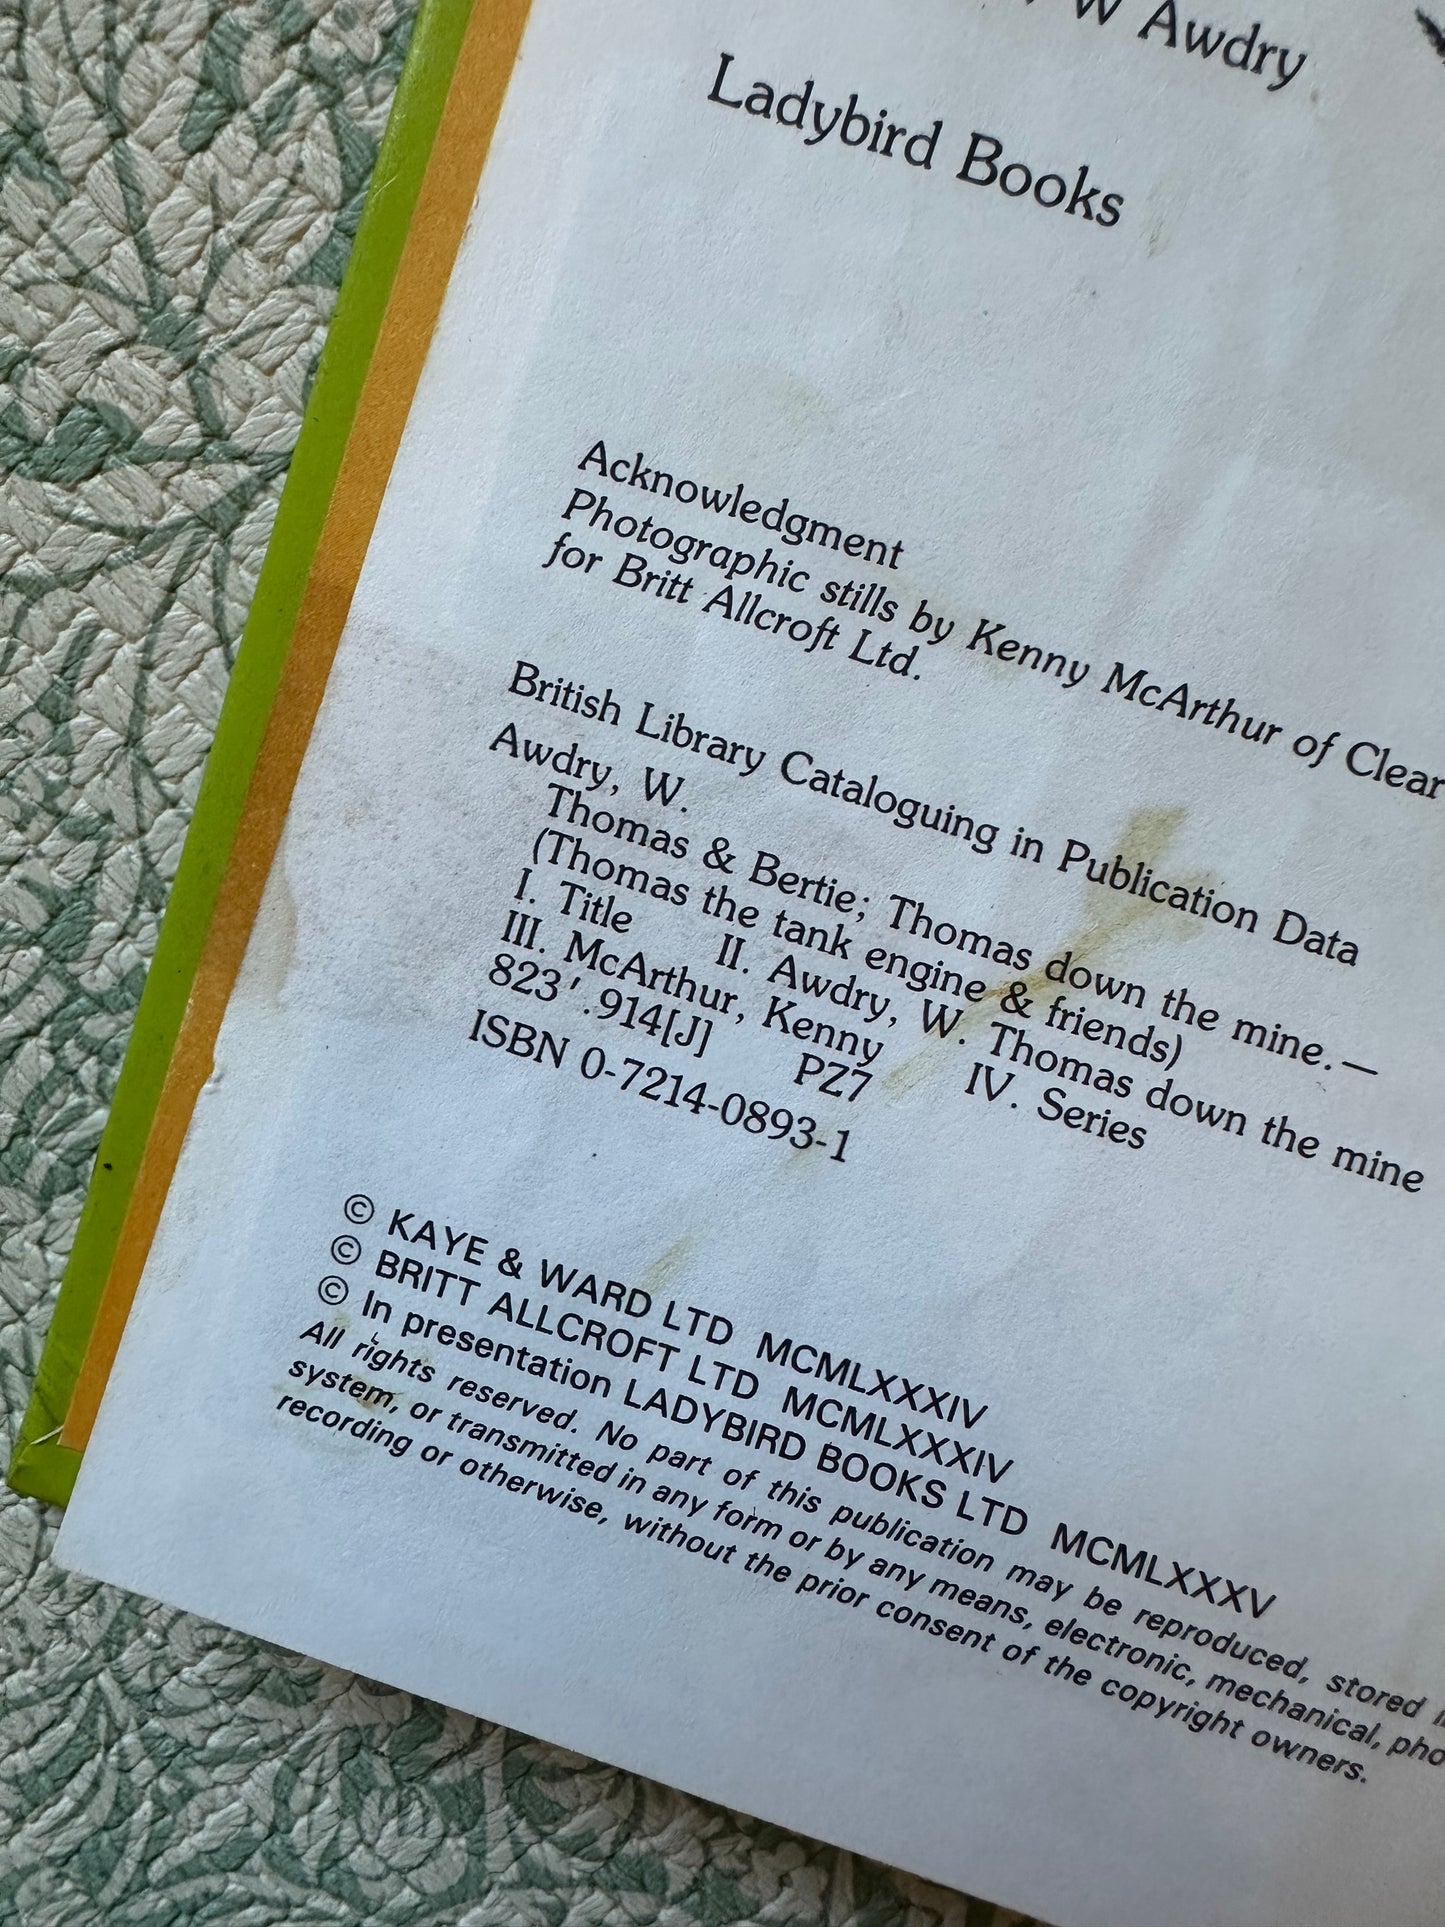 W Awdry
Ladybird Books
Acknowledgment
Photographic stills by Kenny McArthur of Clear
for Britt Allcroft Ltd.
British Library Cataloguing in Publication Data
Awdry, W.
Thomas & Bertie; Thomas down the mine.—
(Thomas the tank engine & friends)
I. Title II. Awdry, W. Thomas down the mine
III. McArthur, Kenny IV. Series
823′.914[J] PZ7
ISBN 0-7214-0893-1
© KAYE & WARD LTD MCMLXXXIV
© BRITT ALLCROFT LTD MCMLXXXIV
© In presentation LADYBIRD BOOKS LTD MCMLXXXV
All rights reserved. No part of this publication may be reproduced, stored
system, or transmitted in any form or by any means, electronic, mechanical, pho
recording or otherwise, without the prior consent of the copyright owners.